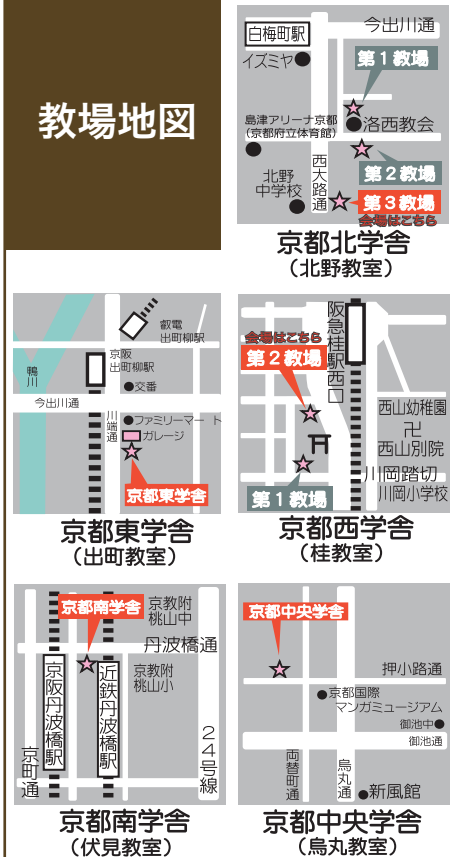 教場地図
白梅町駅
今出川通
イズミヤ
第1教場
島津アリーナ京都
(京都府立体育館)
洛西教会
西大路通
第2教場
北野
中学校
第3教場
会場はこちら
京都北学舎
(北野教室)
叡電
出町柳駅
京阪
出町柳駅
鴨川
交番
今出川通
川端通
ファミリーマート
ガレージ
京都東学舎
京都東学舎
(出町教室)
阪急桂駅西口
会場はこちら
第2教場
西山幼稚園
卍
西山別院
川岡踏切
川岡小学校
第1教場
京都西学舎
(桂教室)
京都南学舎
京教附
桃山中
丹波橋通
京阪丹波橋駅
近鉄丹波橋駅
京教附
桃山小
24号線
京町通
京都南学舎
(伏見教室)
京都中央学舎
押小路通
京都国際
マンガミュージアム
御池中
御池通
両替町通
烏丸通
新風館
京都中央学舎
(烏丸教室)